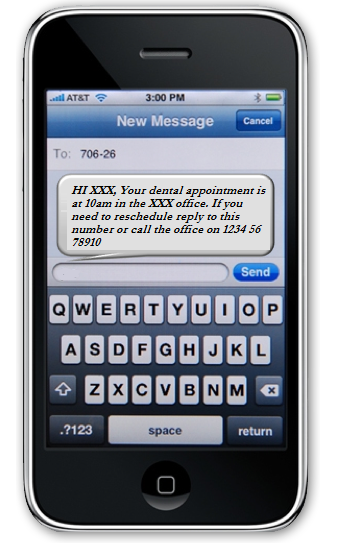 AT&T 3:00 PM
New Message Cancel
To: 706-26
HI XXX, Your dental appointment is
at 10am in the XXX office. If you
need to reschedule reply to this
number or call the office on 1234 56
78910
Send
Q W E R T Y U I O P
A S D F G H J K L
Z X C V B N M
.?123 space return